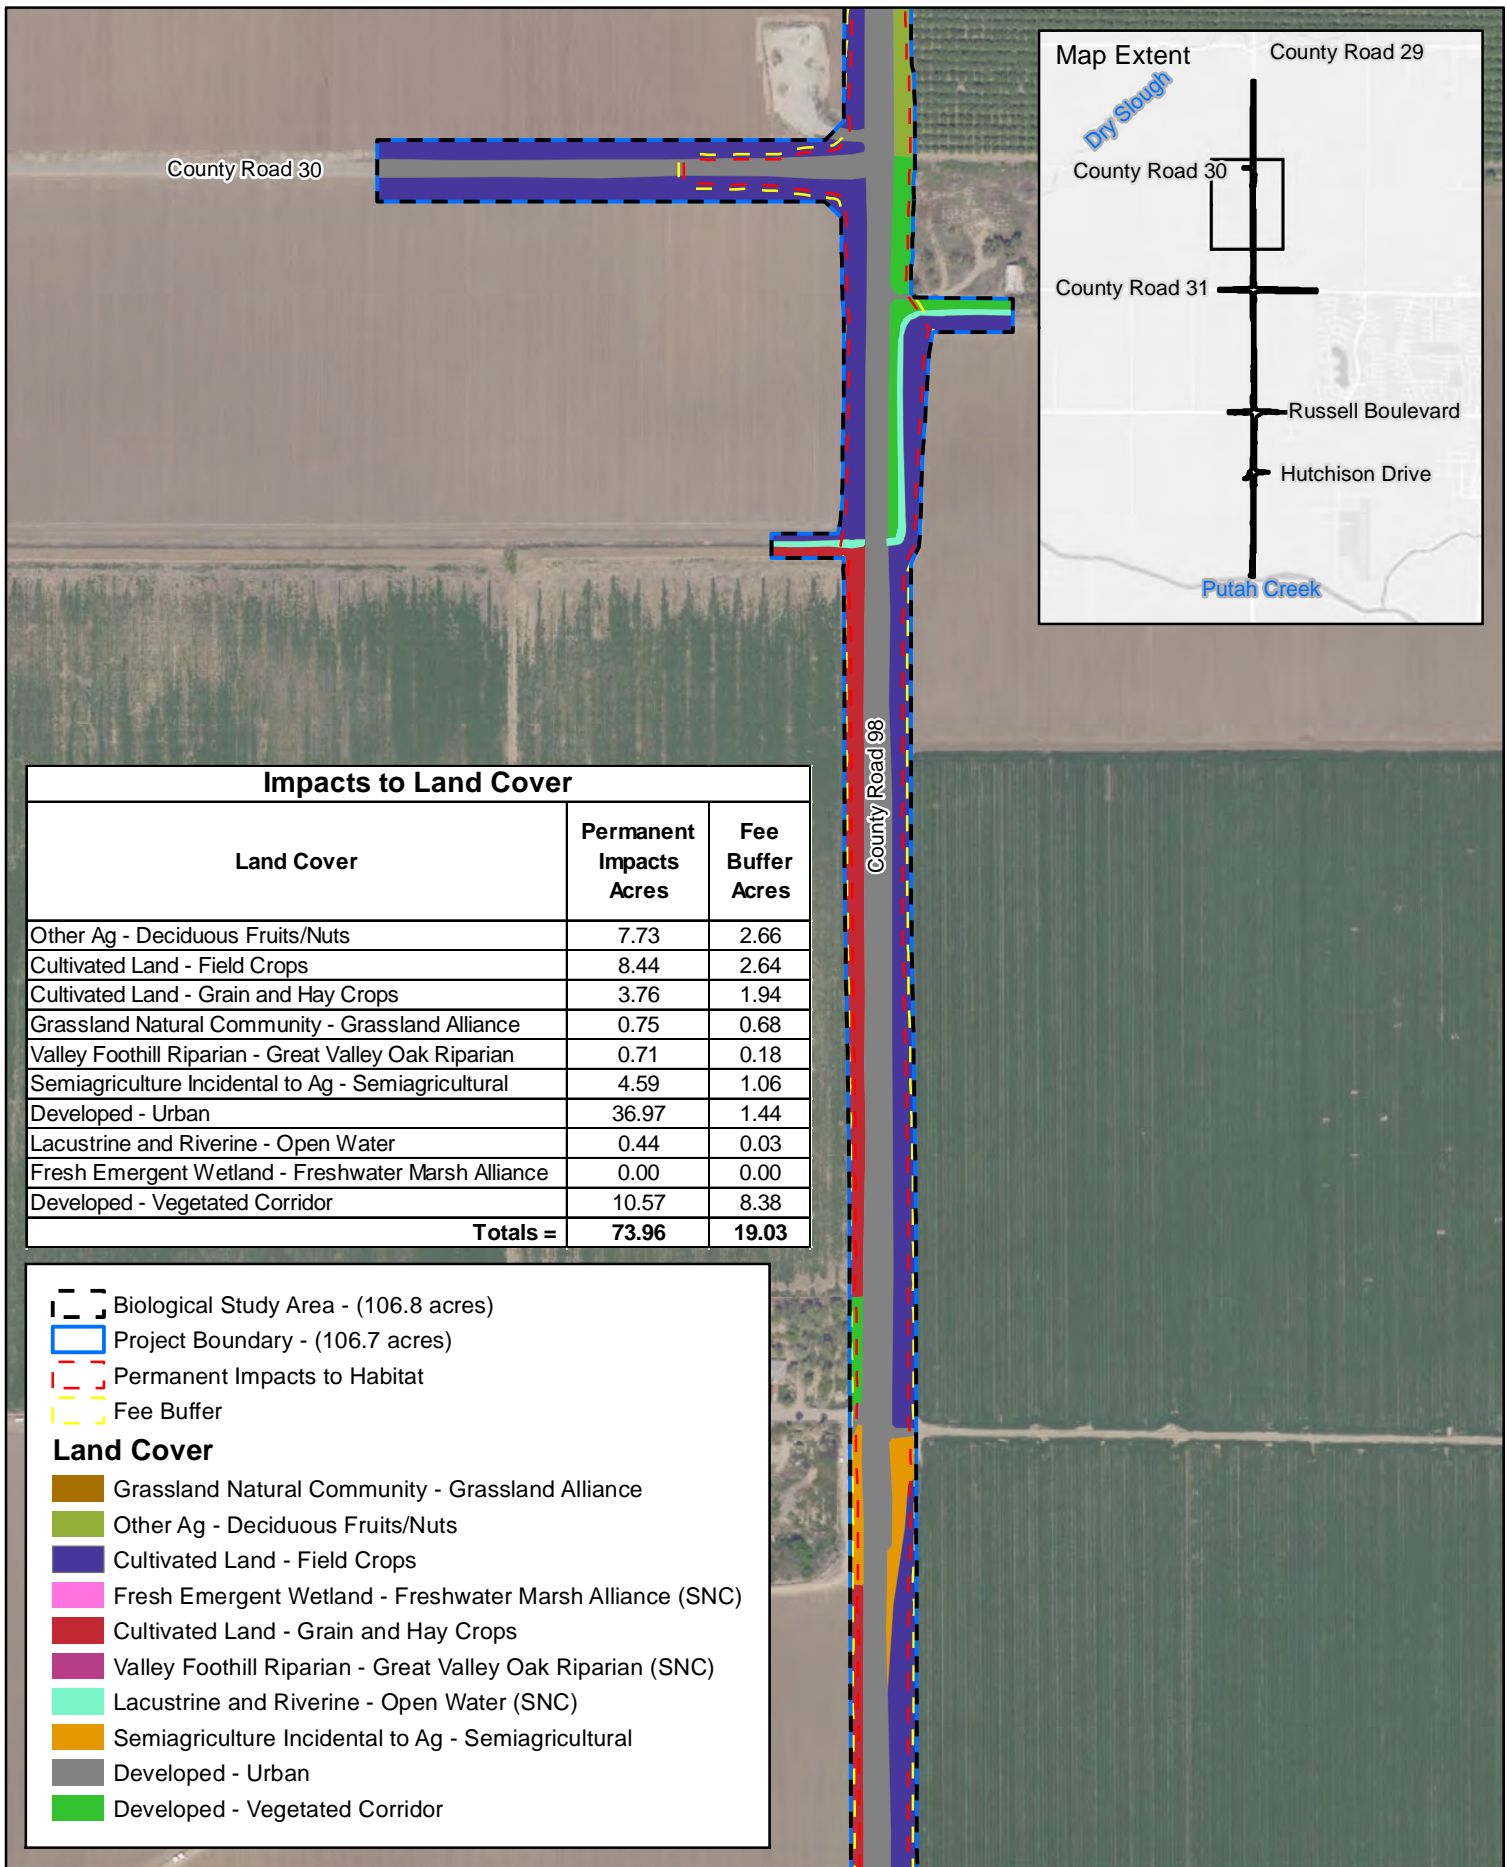 Map Extent
County Road 29
Dry Slough
County Road 30
County Road 31
Russell Boulevard
Hutchison Drive
Putah Creek
County Road 30
County Road 98
Impacts to Land Cover
Land Cover Permanent Impacts Acres Fee Buffer Acres
Other Ag - Deciduous Fruits/Nuts 7.73 2.66
Cultivated Land - Field Crops 8.44 2.64
Cultivated Land - Grain and Hay Crops 3.76 1.94
Grassland Natural Community - Grassland Alliance 0.75 0.68
Valley Foothill Riparian - Great Valley Oak Riparian 0.71 0.18
Semiagriculture Incidental to Ag - Semiagricultural 4.59 1.06
Developed - Urban 36.97 1.44
Lacustrine and Riverine - Open Water 0.44 0.03
Fresh Emergent Wetland - Freshwater Marsh Alliance 0.00 0.00
Developed - Vegetated Corridor 10.57 8.38
Totals = 73.96 19.03
Biological Study Area - (106.8 acres)
Project Boundary - (106.7 acres)
Permanent Impacts to Habitat
Fee Buffer
Land Cover
Grassland Natural Community - Grassland Alliance
Other Ag - Deciduous Fruits/Nuts
Cultivated Land - Field Crops
Fresh Emergent Wetland - Freshwater Marsh Alliance (SNC)
Cultivated Land - Grain and Hay Crops
Valley Foothill Riparian - Great Valley Oak Riparian (SNC)
Lacustrine and Riverine - Open Water (SNC)
Semiagriculture Incidental to Ag - Semiagricultural
Developed - Urban
Developed - Vegetated Corridor